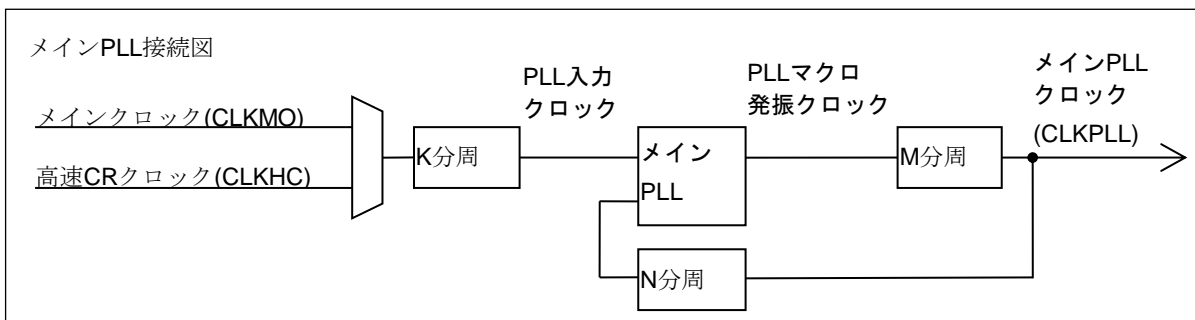 メインPLL接続図
メインクロック(CLKMO)
高速CRクロック(CLKHC)
K分周
PLL入力
クロック
メイン
PLL
PLLマクロ
発振クロック
M分周
メインPLL
クロック
(CLKPLL)
N分周